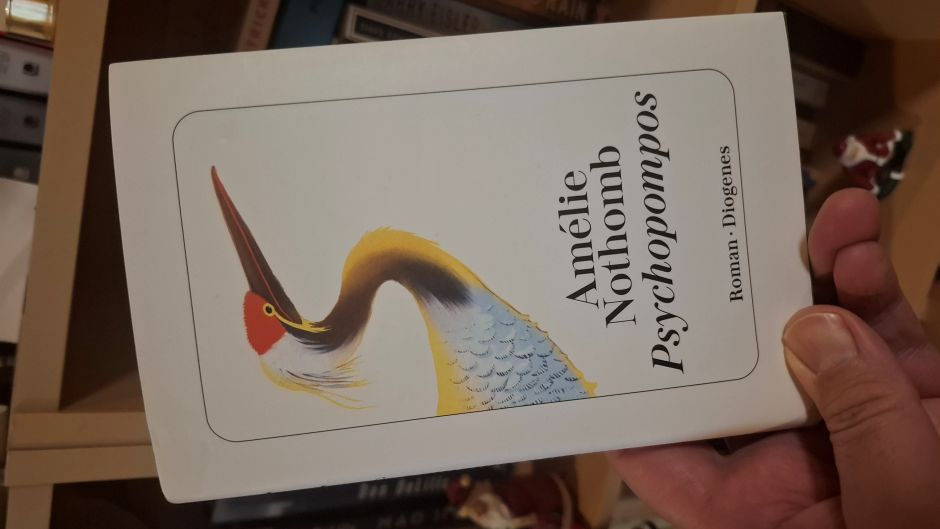 Amélie
Nothomb
Psychopompos
Roman · Diogenes